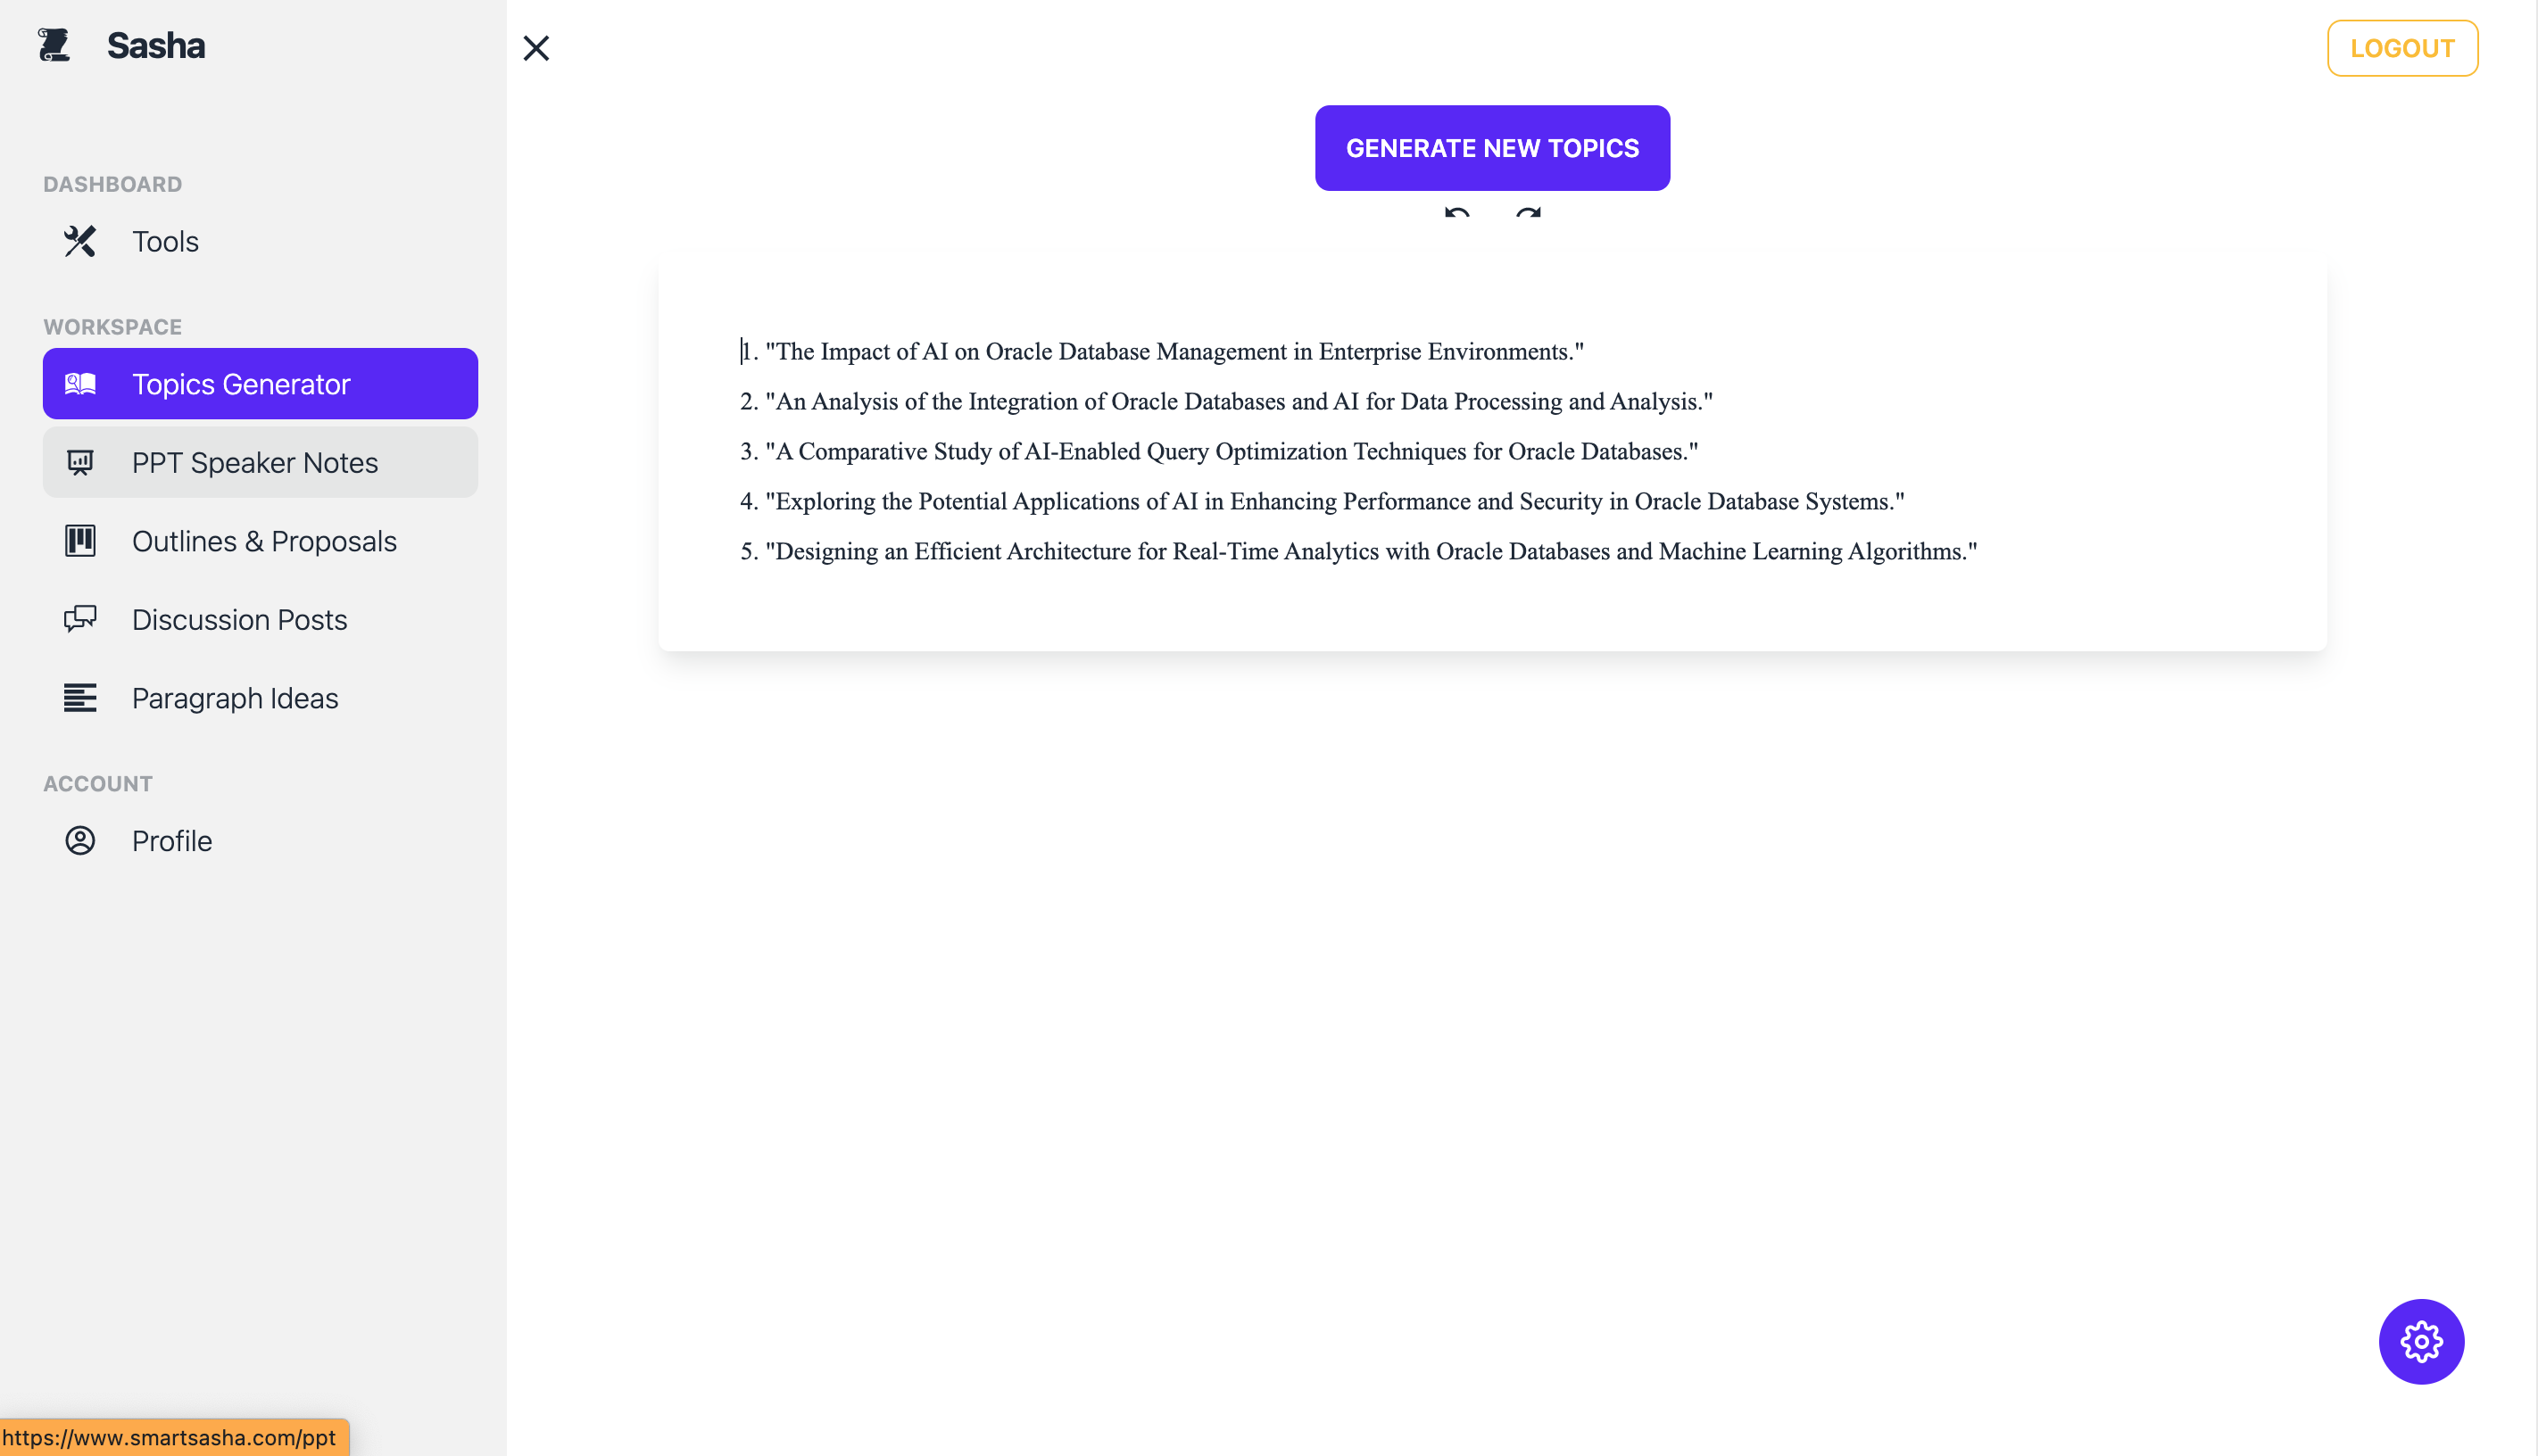 Sasha
LOGOUT
GENERATE NEW TOPICS
DASHBOARD
Tools
WORKSPACE
Topics Generator
PPT Speaker Notes
Outlines & Proposals
Discussion Posts
Paragraph Ideas
ACCOUNT
Profile
1. "The Impact of AI on Oracle Database Management in Enterprise Environments."
2. "An Analysis of the Integration of Oracle Databases and AI for Data Processing and Analysis."
3. "A Comparative Study of AI-Enabled Query Optimization Techniques for Oracle Databases."
4. "Exploring the Potential Applications of AI in Enhancing Performance and Security in Oracle Database Systems."
5. "Designing an Efficient Architecture for Real-Time Analytics with Oracle Databases and Machine Learning Algorithms."
https://www.smartsasha.com/ppt